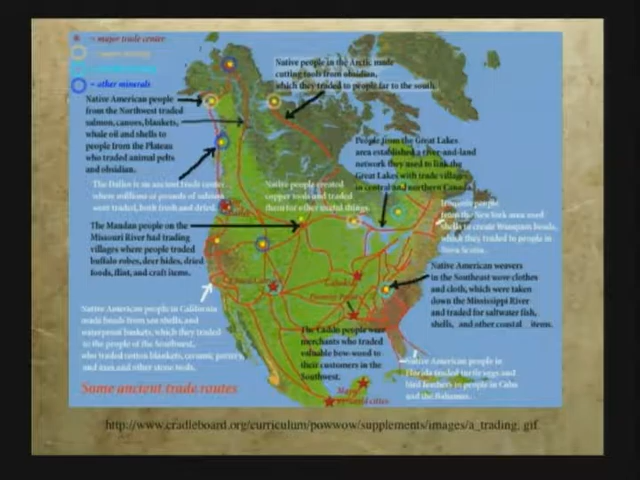 = major trade center
= other minerals
Native people in the Arctic made
cutting tools from obsidian,
which they traded to people far to the south.
Native American people
from the Northwest traded
salmon, canoes, blankets,
whale oil and shells to
people from the Plateau
who traded animal pelts
and obsidian.
People from the Great Lakes
area established a river-and-land
network they used to link the
Great Lakes with trade villages
in central and northern Canada.
The Dalles is an ancient trade center
where millions of pounds of salmon
were traded, both fresh and dried.
Native people created
copper tools and traded
them for other metal things.
people
from the New York area used
shells to create Wampum beads,
which they traded to people in
Nova Scotia.
The Mandan people on the
Missouri River had trading
villages where people traded
buffalo robes, deer hides, dried
foods, flint, and craft items.
Native American weavers
in the Southeast wove clothes
and cloth, which were taken
down the Mississippi River
and traded for saltwater fish,
shells, and other coastal items.
Native American people in California
made beads from sea shells, and
waterproof baskets, which they traded
to the people of the Southwest,
who traded cotton blankets, ceramic pottery,
and other stone tools.
The Caddo people were
merchants who traded
valuable bow-wood to
their customers in the
Southwest.
Native American people in
Florida traded turtle eggs and
bird feathers to people in Cuba
and the Bahamas.
Some ancient trade routes
cities
http://www.cradleboard.org/curriculum/powwow/supplements/images/a_trading. gif